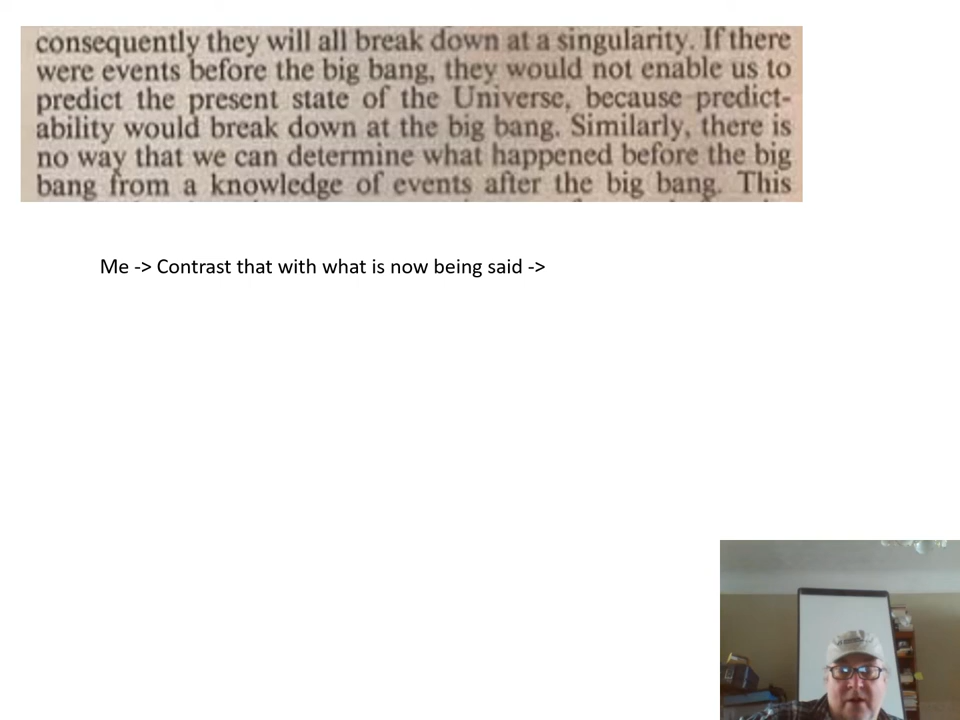 consequently they will all break down at a singularity. If there
were events before the big bang, they would not enable us to
predict the present state of the Universe, because predict-
ability would break down at the big bang. Similarly, there is
no way that we can determine what happened before the big
bang from a knowledge of events after the big bang. This
Me -> Contrast that with what is now being said ->